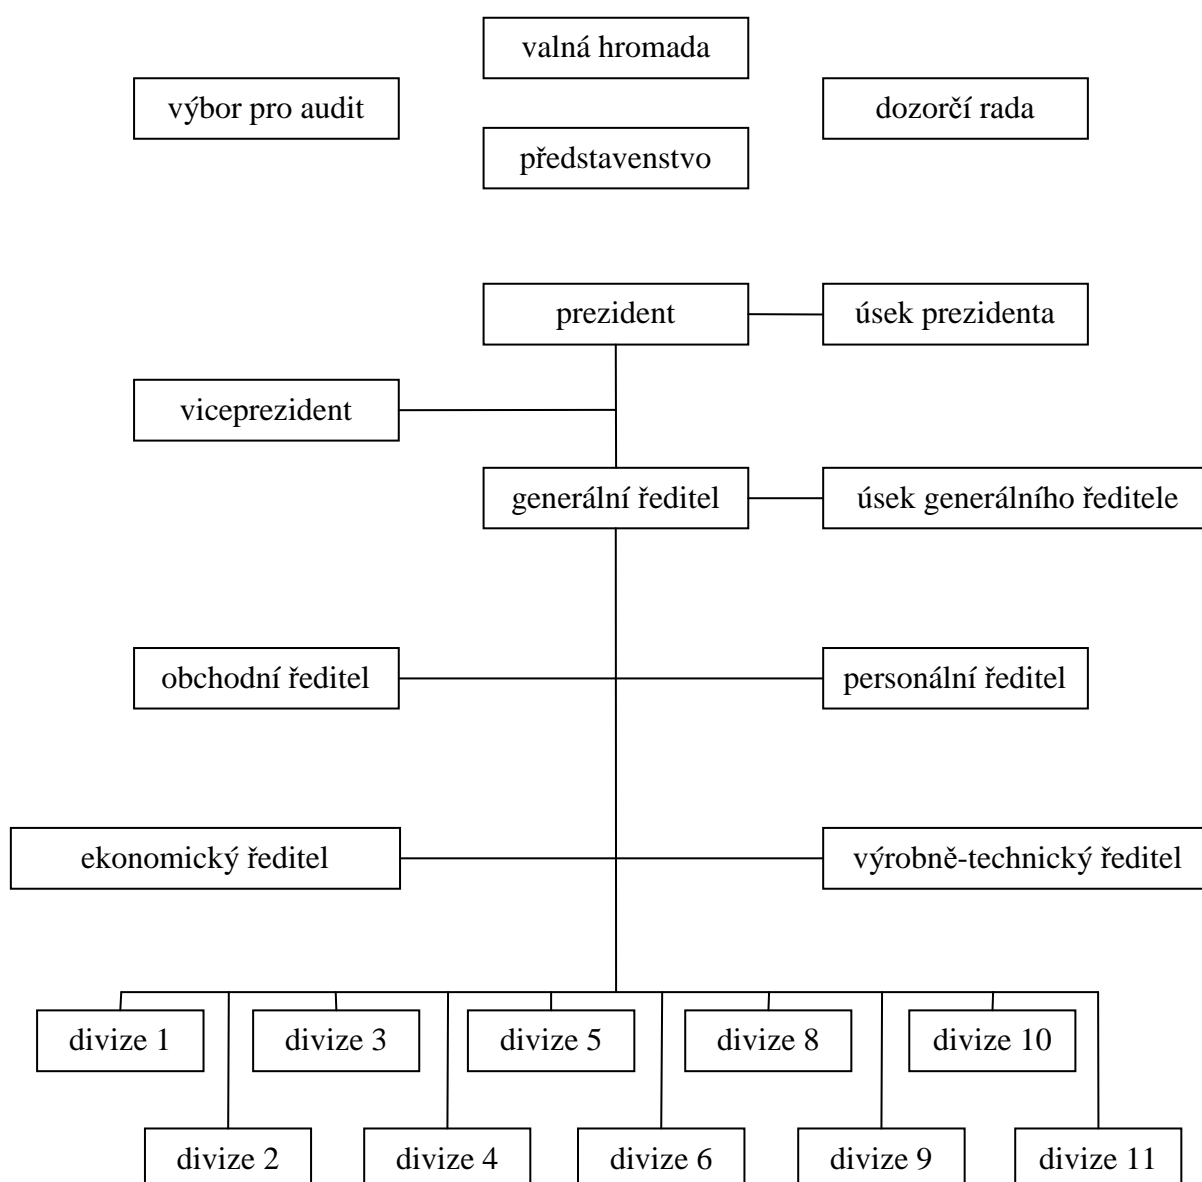 valná hromada
výbor pro audit
dozorčí rada
představenstvo
prezident
úsek prezidenta
viceprezident
generální ředitel
úsek generálního ředitele
obchodní ředitel
personální ředitel
ekonomický ředitel
výrobně-technický ředitel
divize 1
divize 3
divize 5
divize 8
divize 10
divize 2
divize 4
divize 6
divize 9
divize 11